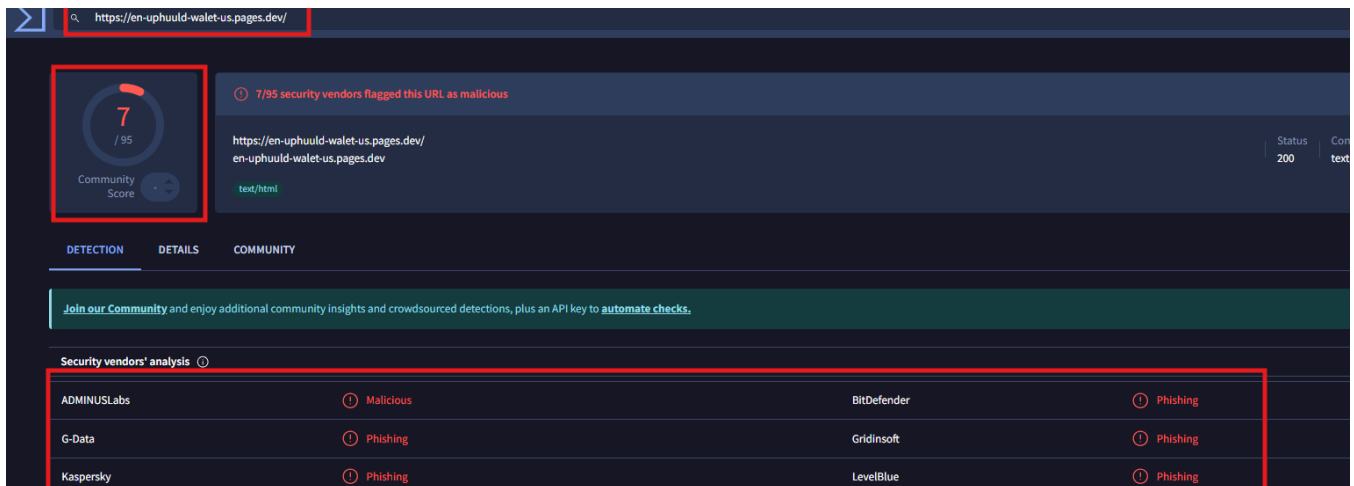 https://en-uphuuld-walet-us.pages.dev/
7
/ 95
Community
Score
-
7/95 security vendors flagged this URL as malicious
https://en-uphuuld-walet-us.pages.dev/
en-uphuuld-walet-us.pages.dev
text/html
Status
200
Con
text
DETECTION DETAILS COMMUNITY
Join our Community and enjoy additional community insights and crowdsourced detections, plus an API key to automate checks.
Security vendors' analysis
ADMINUSLabs Malicious BitDefender Phishing
G-Data Phishing Gridinsoft Phishing
Kaspersky Phishing LevelBlue Phishing